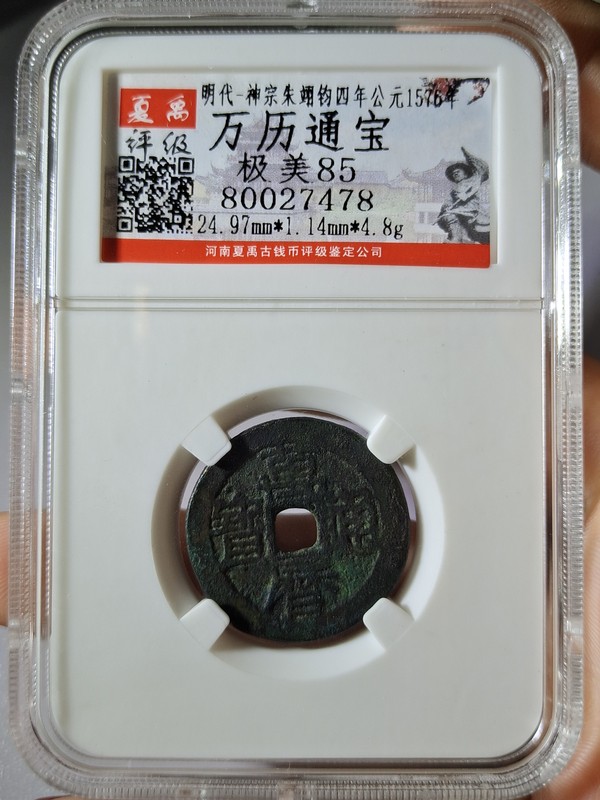 明代-神宗朱翊钧四年公元1576年
夏禹
评级
万历通宝
极美85
80027478
24.97mm*1.14mm*4.8g
河南夏禹古钱币评级鉴定公司
萬曆通寶